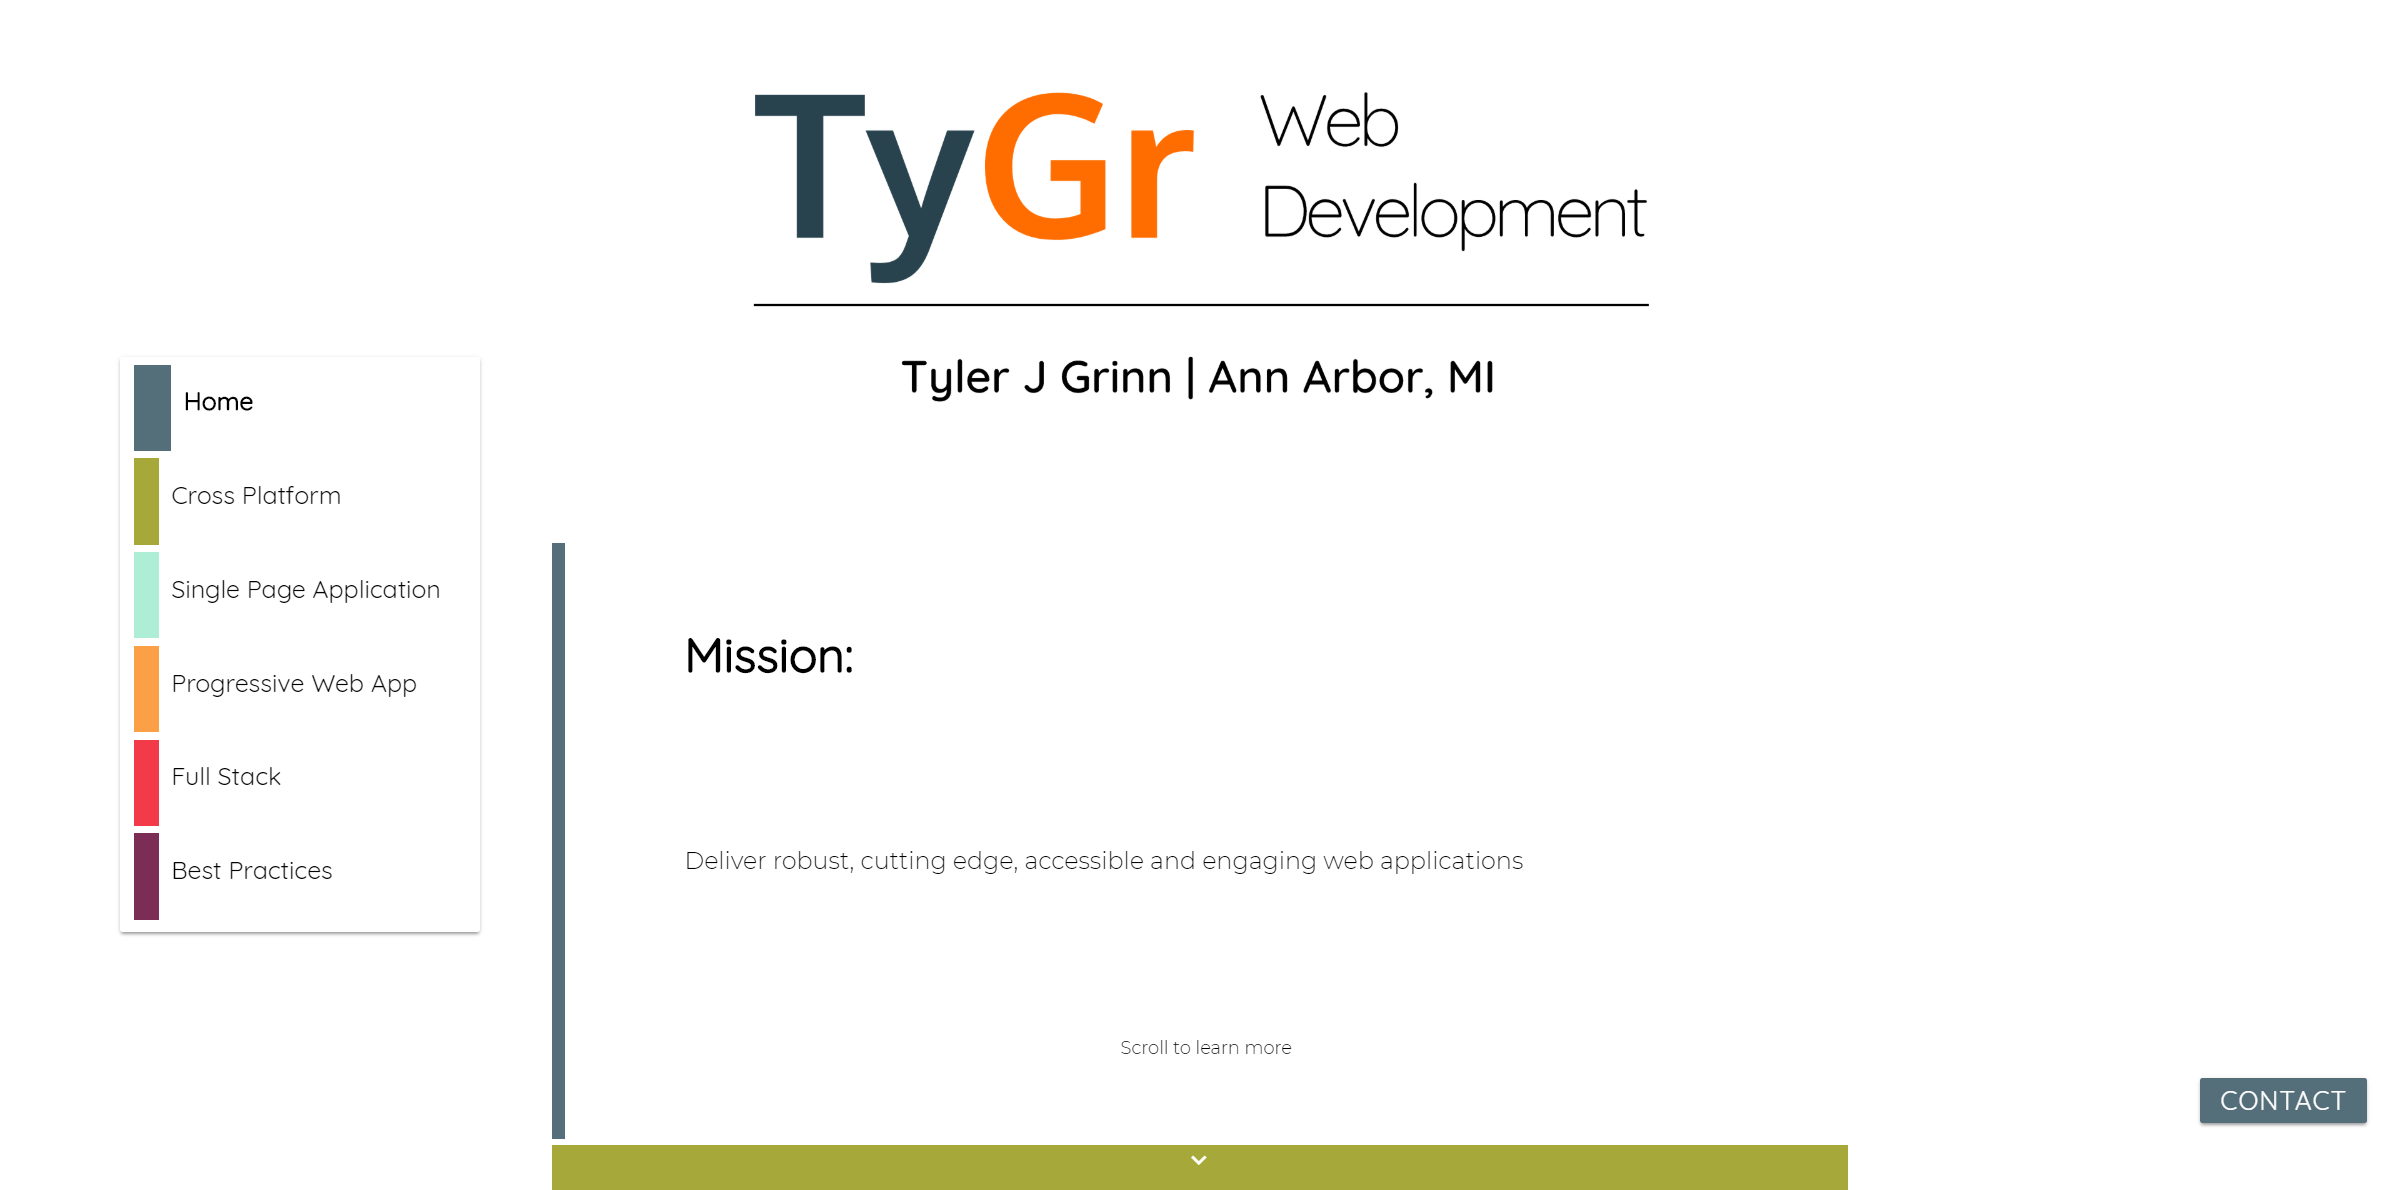 TyGr
Web
Development
Tyler J Grinn | Ann Arbor, MI
Home
Cross Platform
Single Page Application
Progressive Web App
Full Stack
Best Practices
Mission:
Deliver robust, cutting edge, accessible and engaging web applications
Scroll to learn more
CONTACT